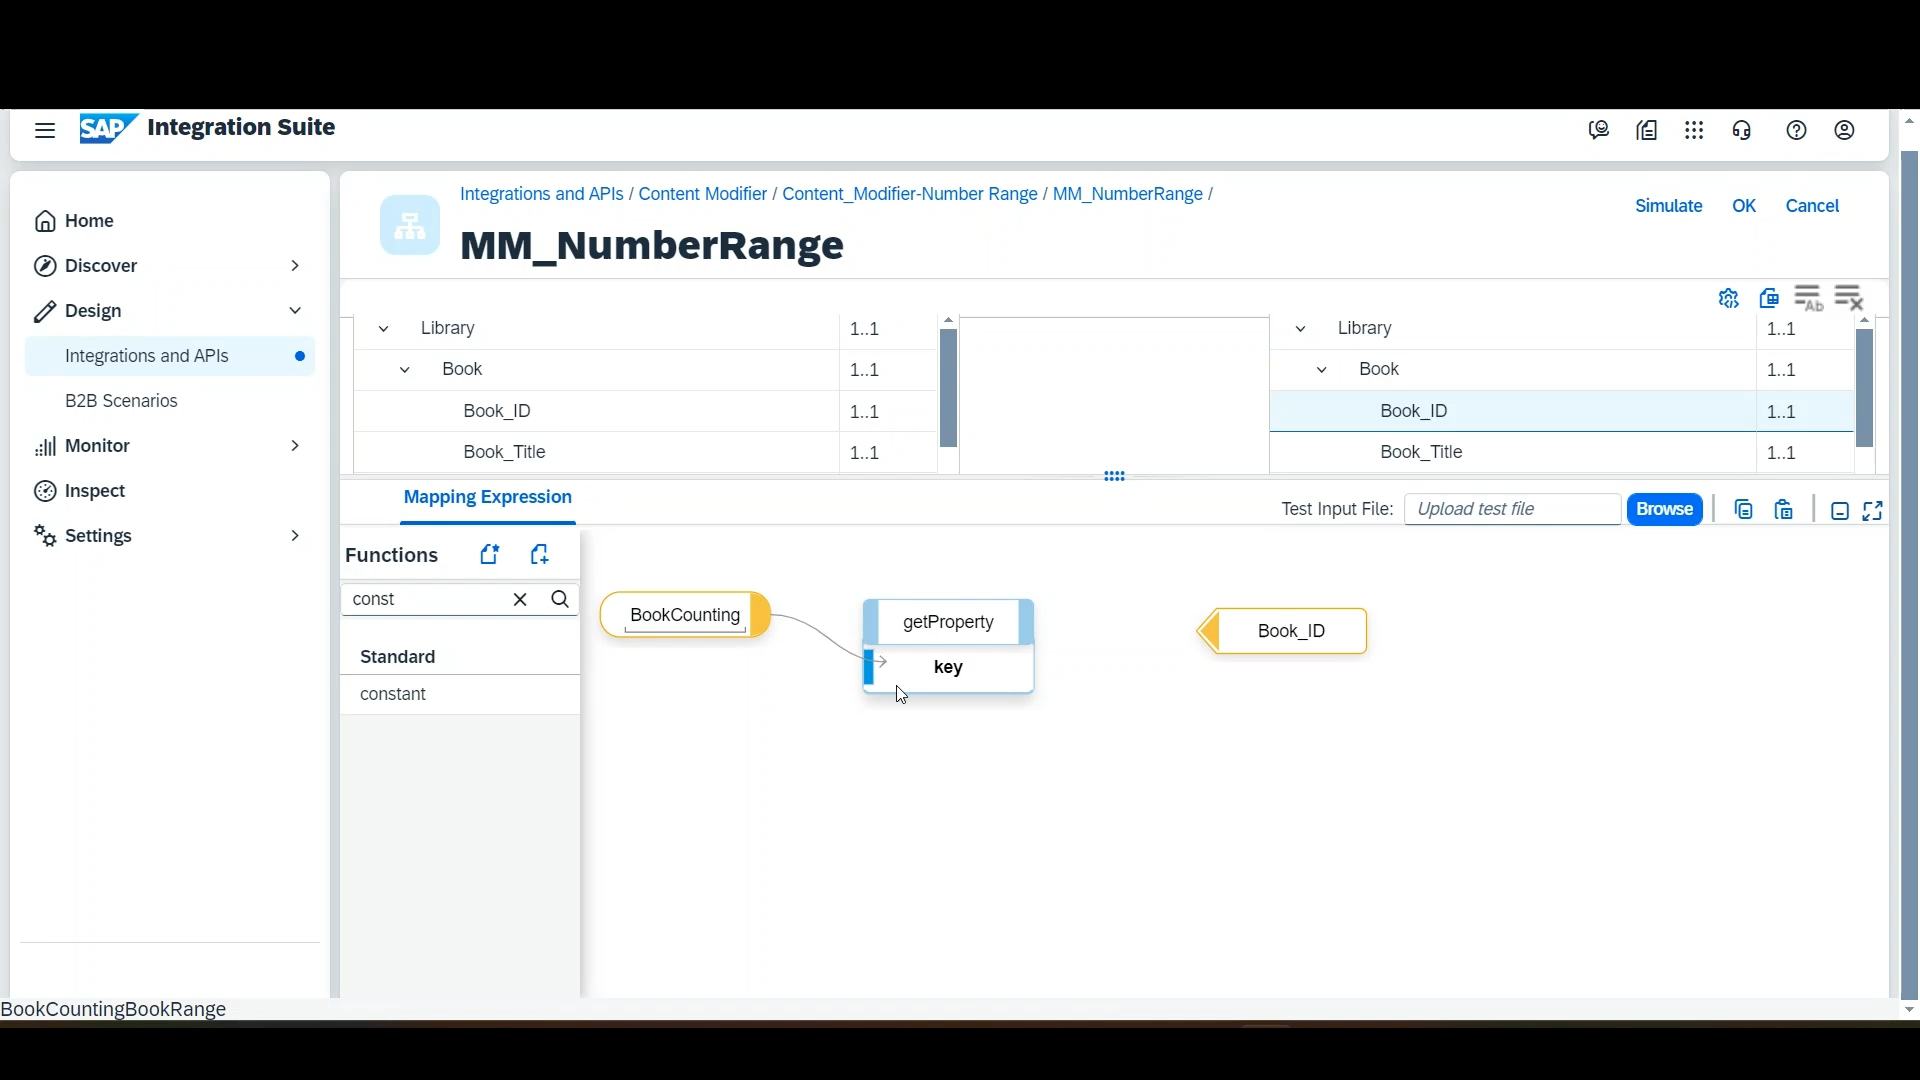 SAP Integration Suite
Home
Discover
Design
Integrations and APIs
B2B Scenarios
Monitor
Inspect
Settings
Integrations and APIs / Content Modifier / Content_Modifier-Number Range / MM_NumberRange /
MM_NumberRange
Simulate OK Cancel
Ab
Library 1..1 Library 1..1
Book 1..1 Book 1..1
Book_ID 1..1 Book_ID 1..1
Book_Title 1..1 Book_Title 1..1
Mapping Expression
Test Input File: Upload test file Browse
Functions
const
Standard
constant
BookCounting
getProperty
key
Book_ID
BookCountingBookRange